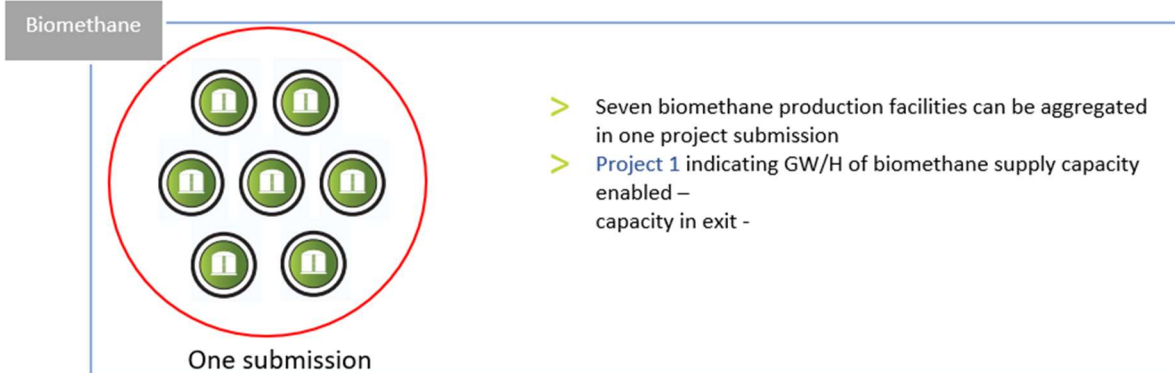 Biomethane
> Seven biomethane production facilities can be aggregated
in one project submission
> Project 1 indicating GW/H of biomethane supply capacity
enabled –
capacity in exit -
One submission